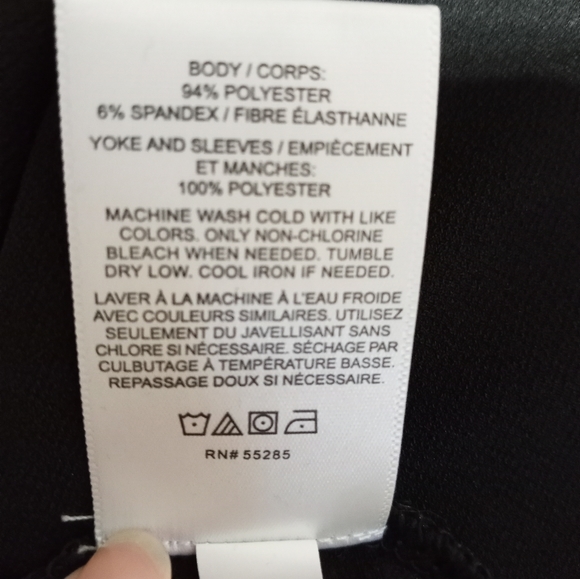 BODY / CORPS:
94% POLYESTER
6% SPANDEX / FIBRE ÉLASTHANNE
YOKE AND SLEEVES / EMPIÈCEMENT
ET MANCHES:
100% POLYESTER
MACHINE WASH COLD WITH LIKE
COLORS. ONLY NON-CHLORINE
BLEACH WHEN NEEDED. TUMBLE
DRY LOW. COOL IRON IF NEEDED.
LAVER À LA MACHINE À L'EAU FROIDE
AVEC COULEURS SIMILAIRES. UTILISEZ
SEULEMENT DU JAVELLISANT SANS
CHLORE SI NÉCESSAIRE. SÉCHAGE PAR
CULBUTAGE À TEMPÉRATURE BASSE.
REPASSAGE DOUX SI NÉCESSAIRE.
RN# 55285